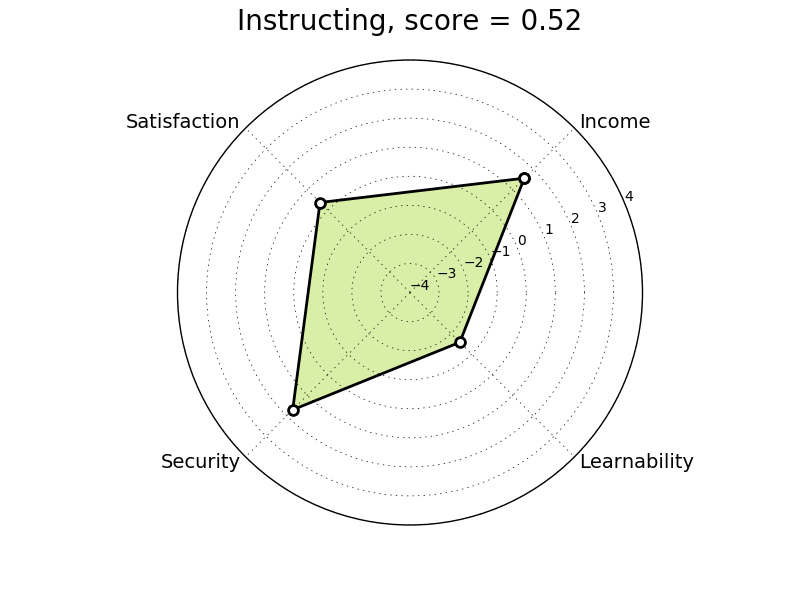 Instructing, score = 0.52
Satisfaction
Income
4
3
2
1
0
−1
−2
−3
−4
Security
Learnability